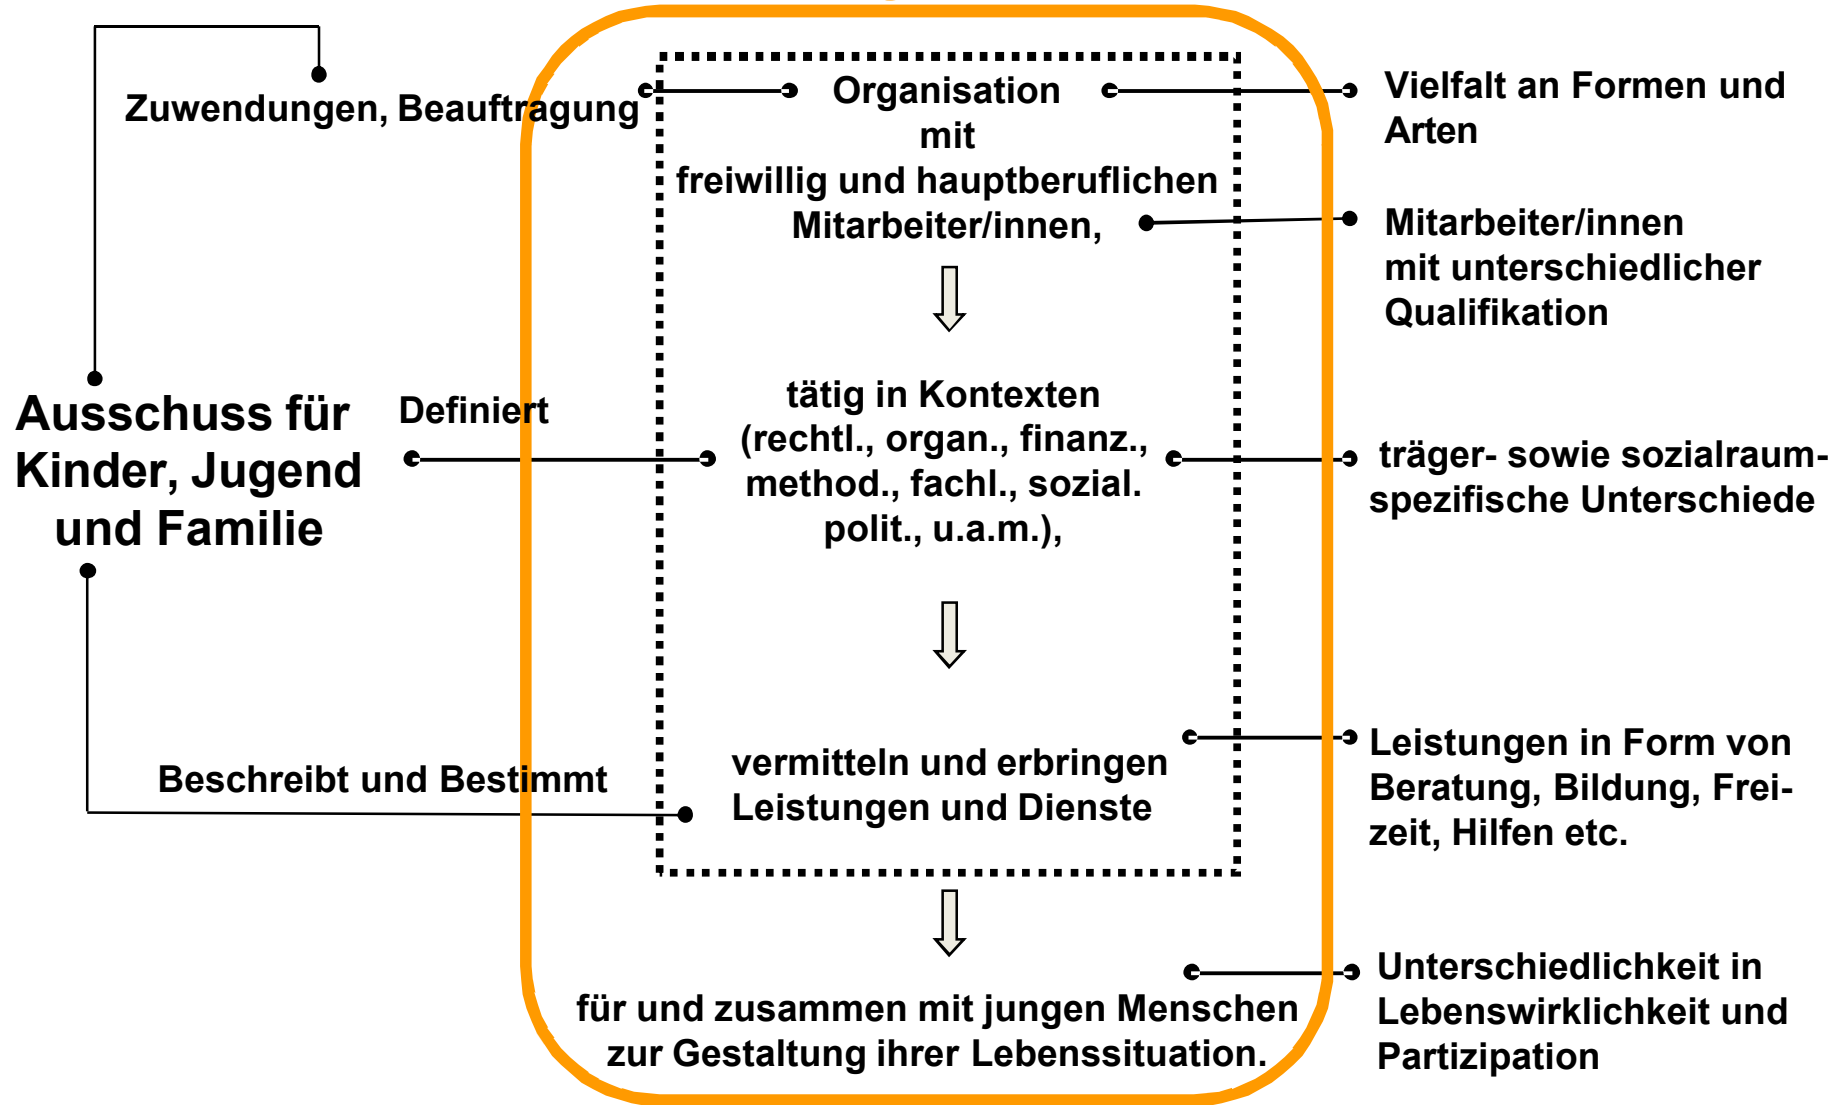 Zuwendungen, Beauftragung
Ausschuss für
Kinder, Jugend
und Familie
Definiert
Beschreibt und Bestimmt
Organisation
mit
freiwillig und hauptberuflichen
Mitarbeiter/innen,
tätig in Kontexten
(rechtl., organ., finanz.,
method., fachl., sozial.
polit., u.a.m.),
vermitteln und erbringen
Leistungen und Dienste
für und zusammen mit jungen Menschen
zur Gestaltung ihrer Lebenssituation.
Vielfalt an Formen und
Arten
Mitarbeiter/innen
mit unterschiedlicher
Qualifikation
träger- sowie sozialraum-
spezifische Unterschiede
Leistungen in Form von
Beratung, Bildung, Frei-
zeit, Hilfen etc.
Unterschiedlichkeit in
Lebenswirklichkeit und
Partizipation